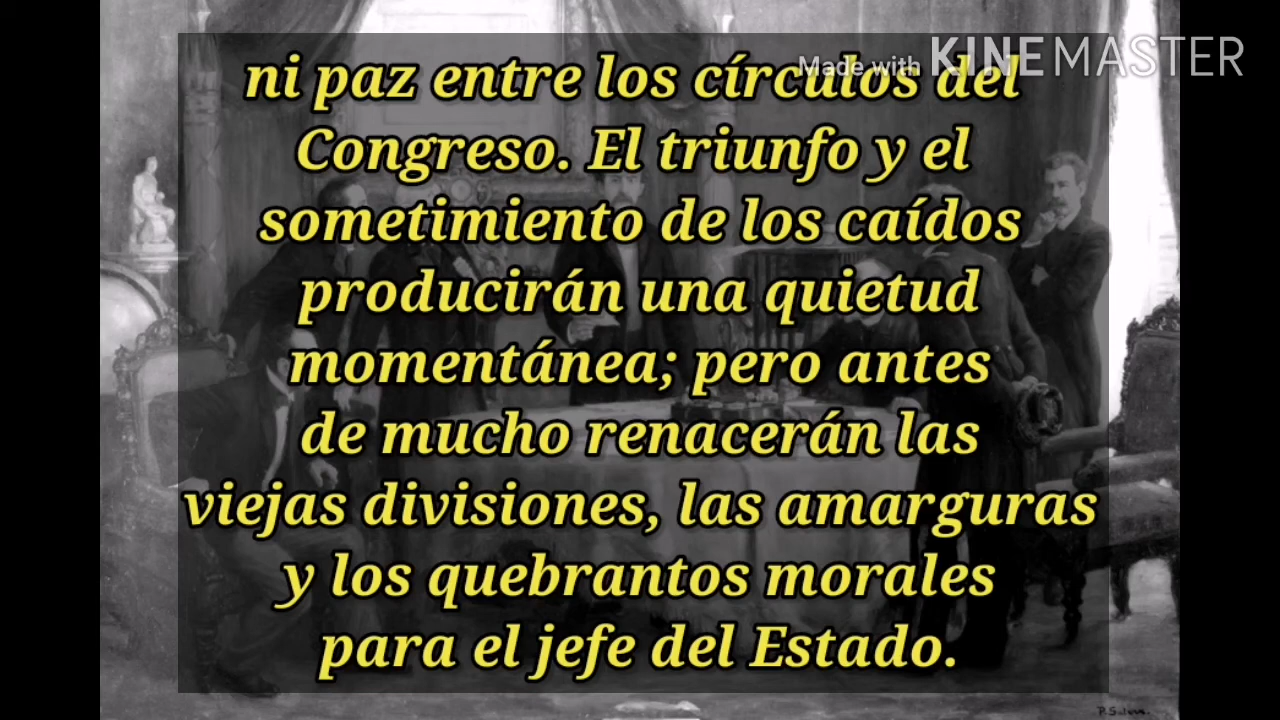 Made with KINEMASTER
ni paz entre los círculos del
Congreso. El triunfo y el
sometimiento de los caídos
producirán una quietud
momentánea; pero antes
de mucho renacerán las
viejas divisiones, las amarguras
y los quebrantos morales
para el jefe del Estado.